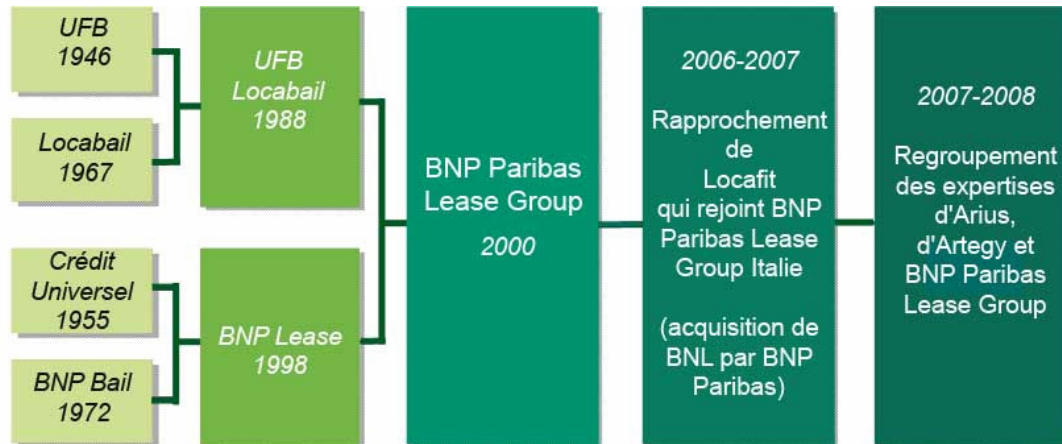 UFB
1946
Locabail
1967
Crédit
Universel
1955
BNP Bail
1972
UFB
Locabail
1988
BNP Lease
1998
BNP Paribas
Lease Group
2000
2006-2007
Rapprochement
de
Locafit
qui rejoint BNP
Paribas Lease
Group Italie
(acquisition de
BNL par BNP
Paribas)
2007-2008
Regroupement
des expertises
d'Arius,
d'Artegy et
BNP Paribas
Lease Group